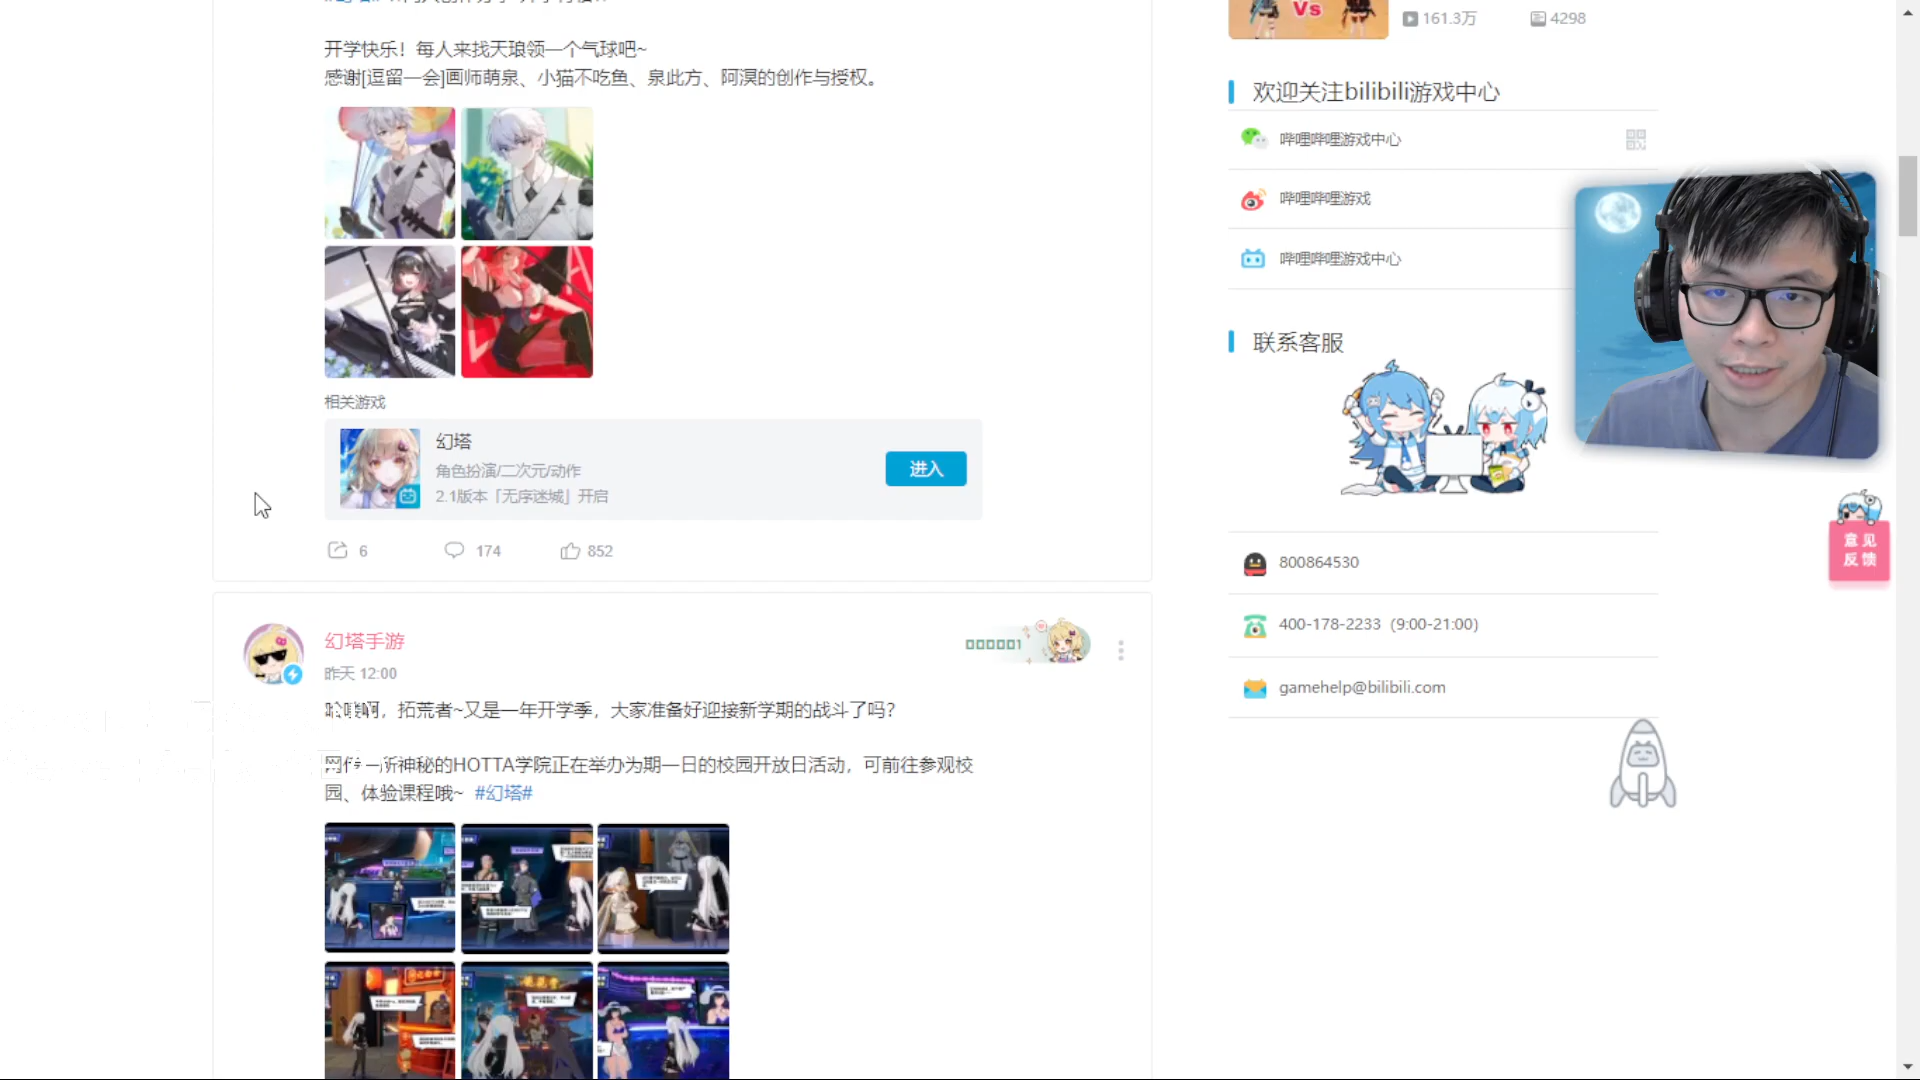 开学快乐！每人来找天琅领一个气球吧~
感谢[逗留一会]画师萌泉、小猫不吃鱼、泉此方、阿溟的创作与授权。
相关游戏
幻塔
角色扮演/二次元/动作
2.1版本「无序迷城」开启
进入
6
174
852
幻塔手游
昨天 12:00
000001
哈喽啊，拓荒者~又是一年开学季，大家准备好迎接新学期的战斗了吗？
网传一所神秘的HOTTA学院正在举办为期一日的校园开放日活动，可前往参观校
园、体验课程哦~ #幻塔#
Vs
161.3万
4298
欢迎关注bilibili游戏中心
哔哩哔哩游戏中心
哔哩哔哩游戏
哔哩哔哩游戏中心
联系客服
800864530
400-178-2233 (9:00-21:00)
gamehelp@bilibili.com
意见
反馈